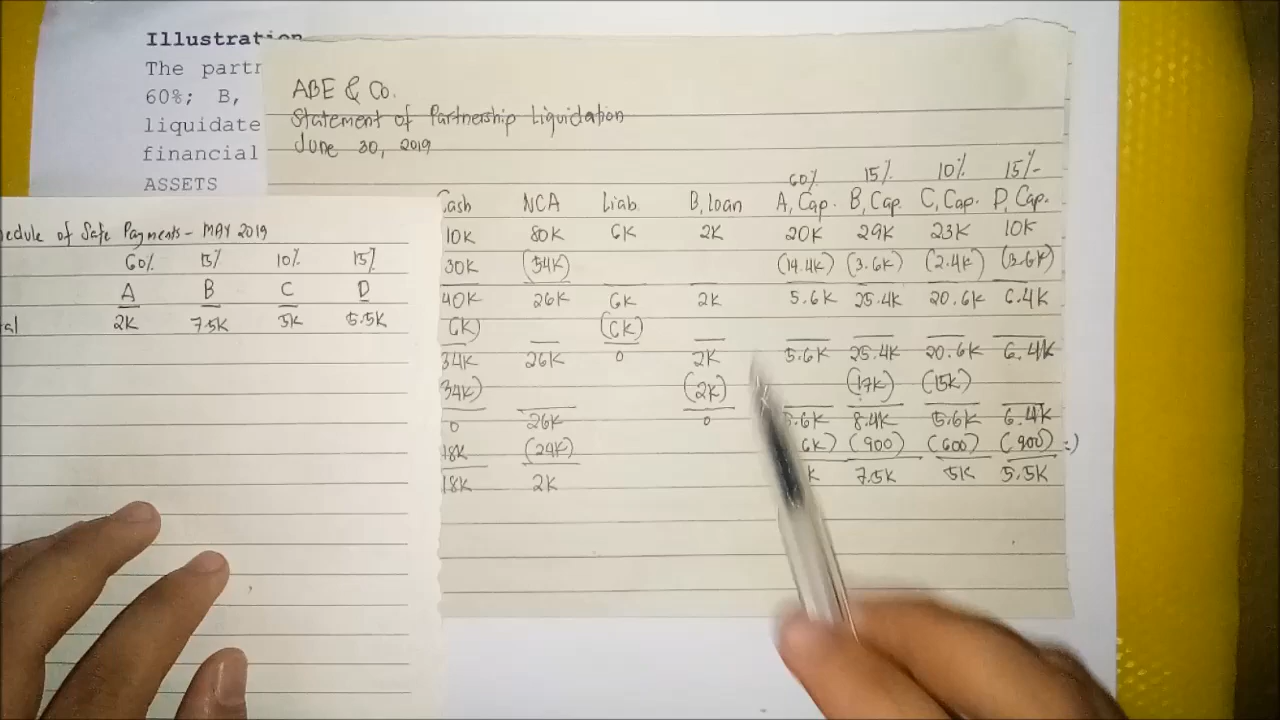 Illustration
The partr
60%; B,
liquidate
financial
ASSETS
ABE & Co.
Statement of Partnership Liquidation
June 30, 2019
60% 15% 10% 15%
Cash NCA Liab. B, loan A, Cap. B, Cap. C, Cap. D, Cap.
10K 80K 6K 2K 20K 29K 23K 10K
30K (54K) (14.4K) (3.6K) (2.4K) (3.6K)
40K 26K 6K 2K 5.6K 25.4K 20.6K 6.4K
6K) (6K)
34K 26K 0 2K 5.6K 25.4K 20.6K 6.4K
34K) (2K) (17K) (15K)
0 26K 0 5.6K 8.4K 5.6K 6.4K
18K (24K) 6K) (900) (600) (900) :)
18K 2K K 7.5K 5K 5.5K
edule of Safe Payments - MAY 2019
60% 15% 10% 15%
A B C D
al 2K 7.5K 5K 5.5K